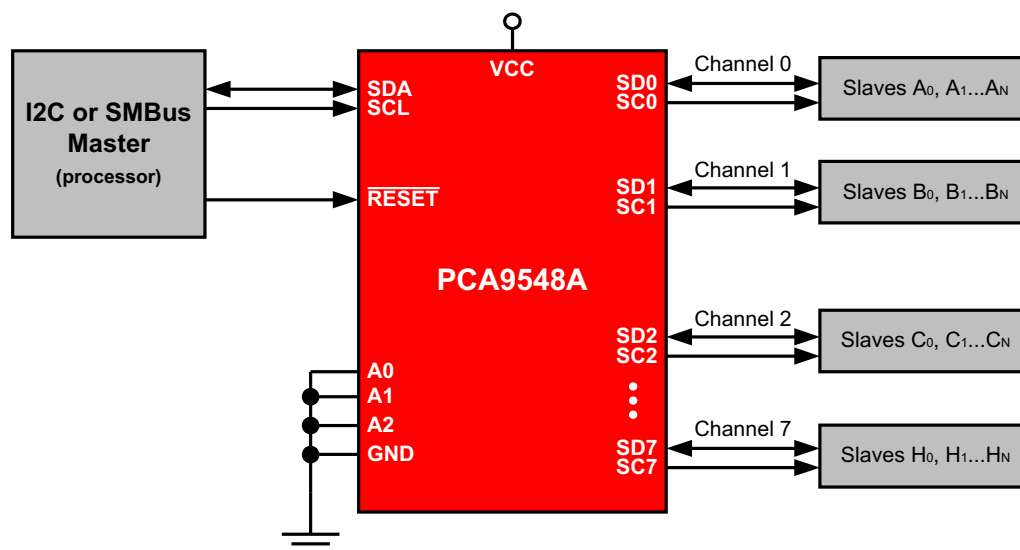 I2C or SMBus
Master
(processor)
VCC
SDA
SCL
RESET
PCA9548A
A0
A1
A2
GND
SD0
SC0
SD1
SC1
SD2
SC2
SD7
SC7
Channel 0
Channel 1
Channel 2
Channel 7
Slaves A₀, A₁...Aₙ
Slaves B₀, B₁...Bₙ
Slaves C₀, C₁...Cₙ
Slaves H₀, H₁...Hₙ